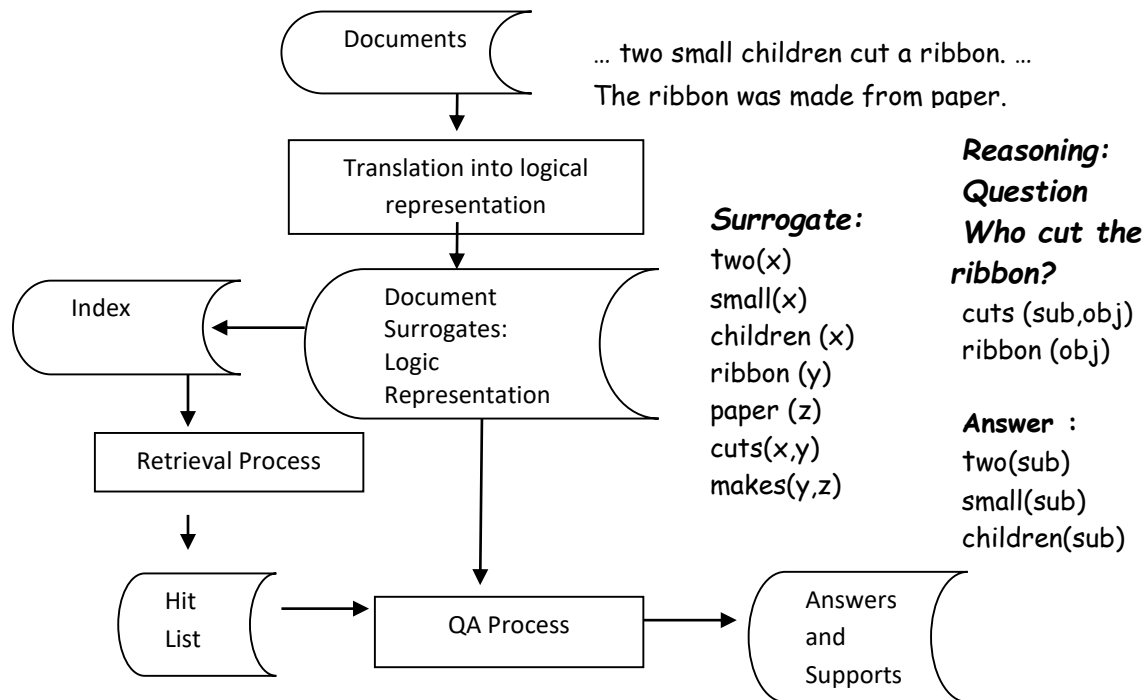 Documents
… two small children cut a ribbon. …
The ribbon was made from paper.
Translation into logical
representation
Reasoning:
Question
Who cut the
ribbon?
cuts (sub,obj)
ribbon (obj)
Surrogate:
two(x)
small(x)
children (x)
ribbon (y)
paper (z)
cuts(x,y)
makes(y,z)
Index
Document
Surrogates:
Logic
Representation
Answer :
two(sub)
small(sub)
children(sub)
Retrieval Process
Hit
List
QA Process
Answers
and
Supports